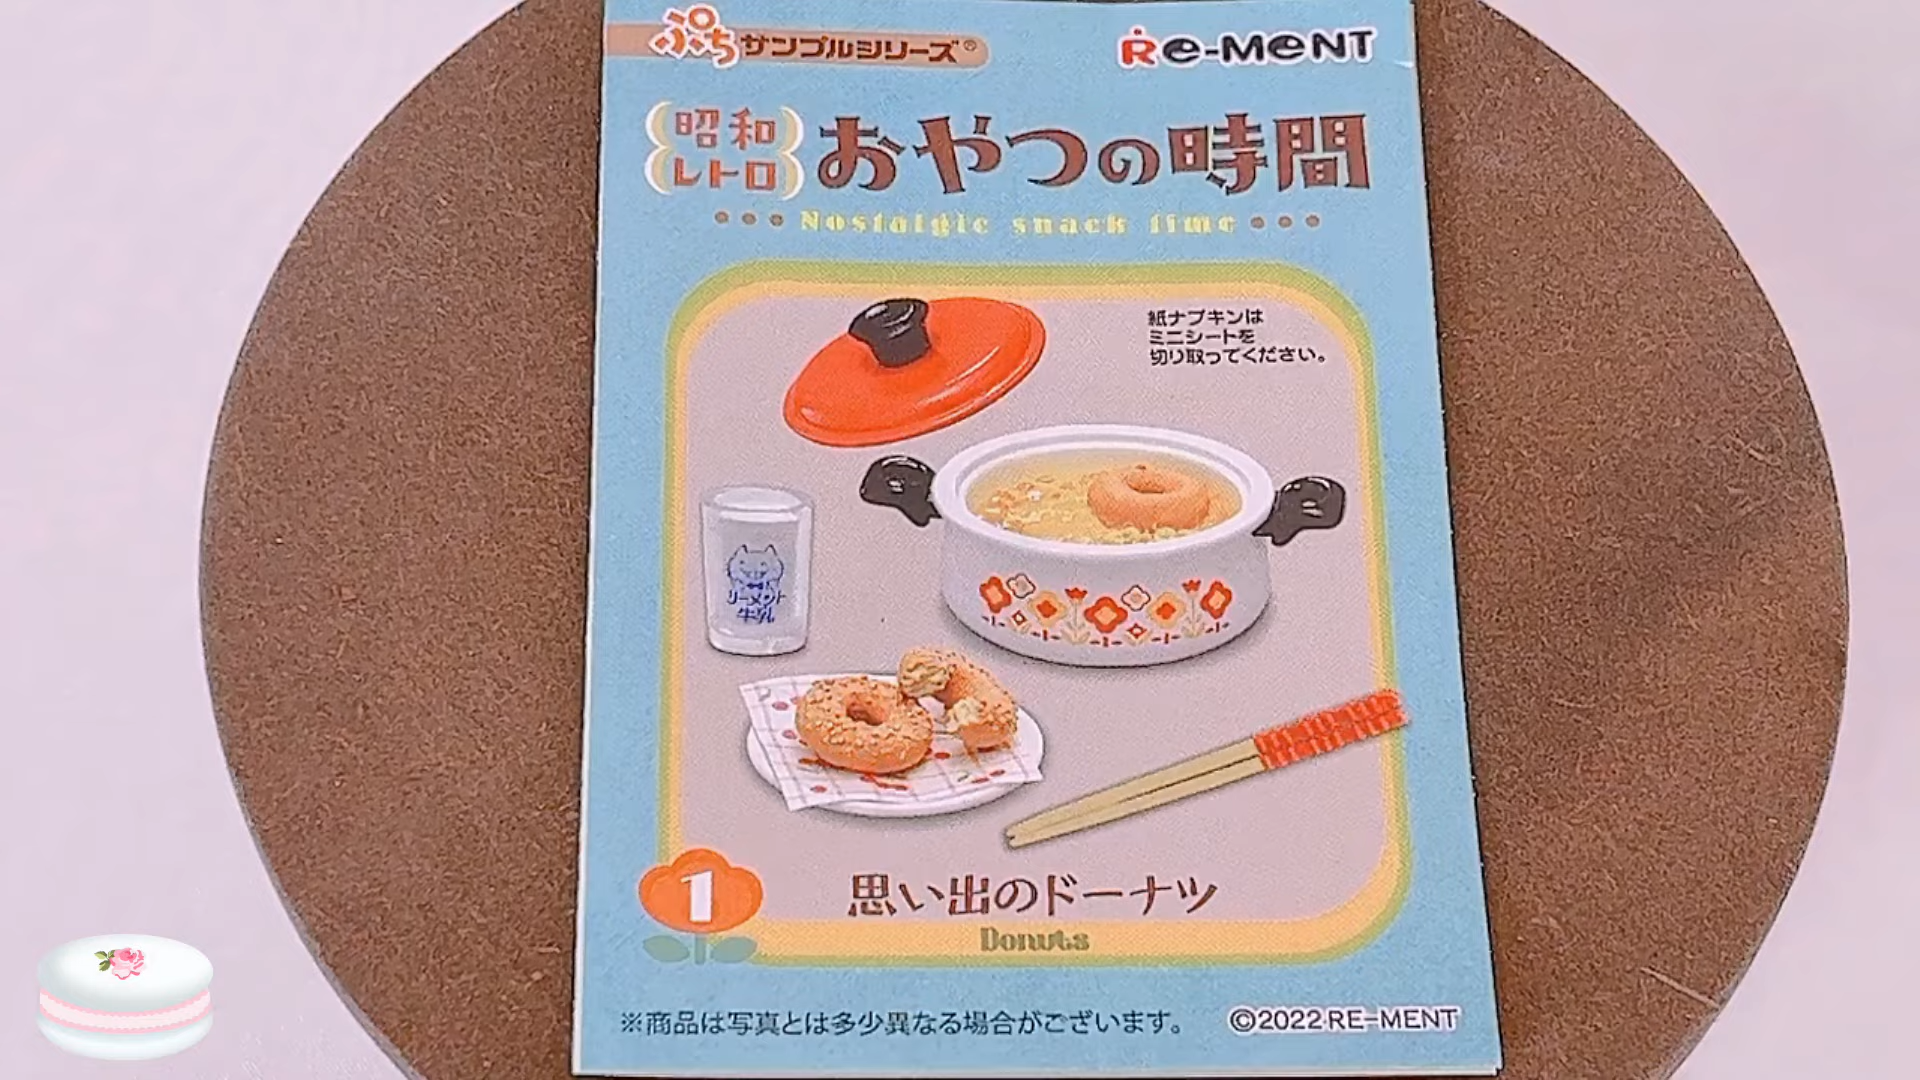 ぷちサンプルシリーズ®
Re-MeNT
昭和レトロ
おやつの時間
Nostalgic snack time
紙ナプキンは
ミニシートを
切り取ってください。
リーメント
牛乳
1
思い出のドーナツ
Donuts
※商品は写真とは多少異なる場合がございます。
©2022 RE-MENT